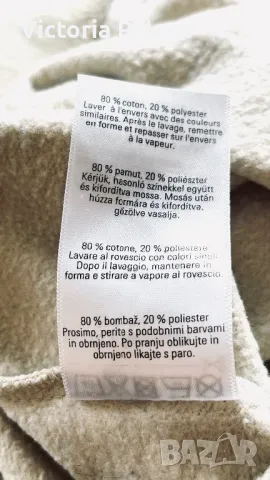 Victoria P
80 % coton, 20 % polyester
Laver à l'envers avec des couleurs
similaires. Après le lavage, remettre
en forme et repasser sur l'envers
à la vapeur.
80 % pamut, 20 % poliészter
Kérjük, hasonló színekkel együtt
és kifordítva mossa. Mosás után
húzza formára és kifordítva,
gőzölve vasalja.
80 % cotone, 20 % poliestere
Lavare al rovescio con colori simili.
Dopo il lavaggio, mantenere in
forma e stirare a vapore al rovescio.
80 % bombaž, 20 % poliester
Prosimo, perite s podobnimi barvami
in obrnjeno. Po pranju oblikujte in
obrnjeno likajte s paro.
BAZAR